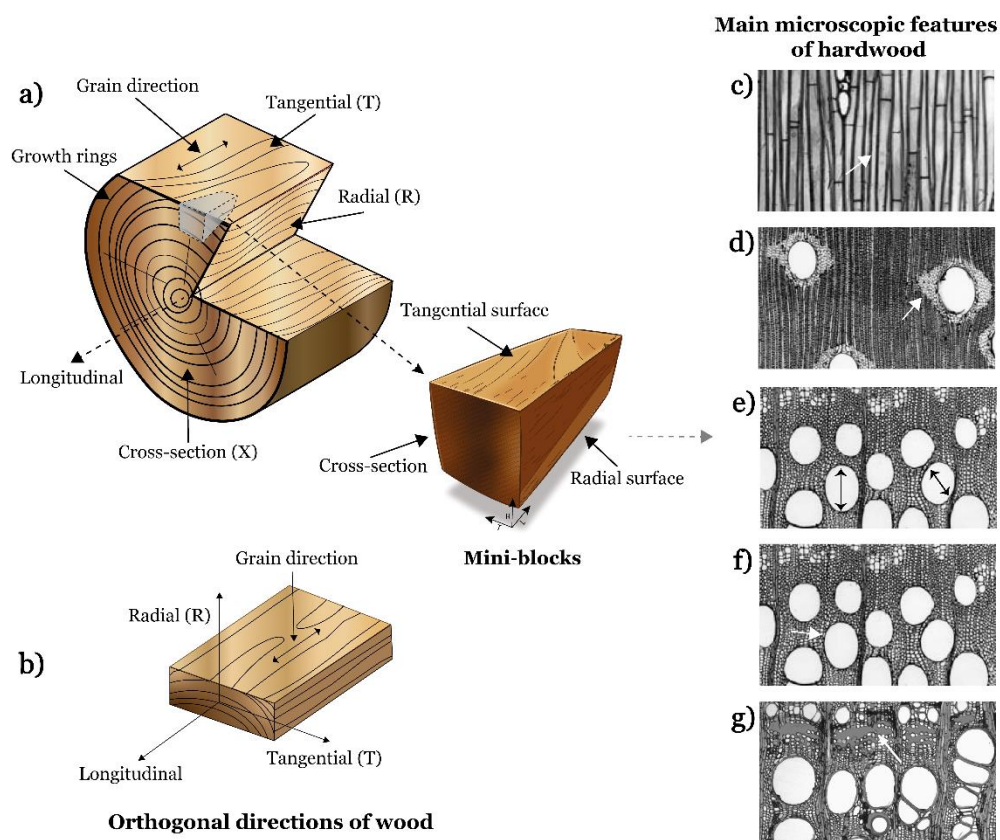 Main microscopic features
of hardwood
a)
Grain direction
Tangential (T)
Growth rings
Radial (R)
Longitudinal
Cross-section (X)
Tangential surface
Cross-section
Radial surface
R
T
L
Mini-blocks
b)
Grain direction
Radial (R)
Longitudinal
Tangential (T)
Orthogonal directions of wood
c)
d)
e)
f)
g)